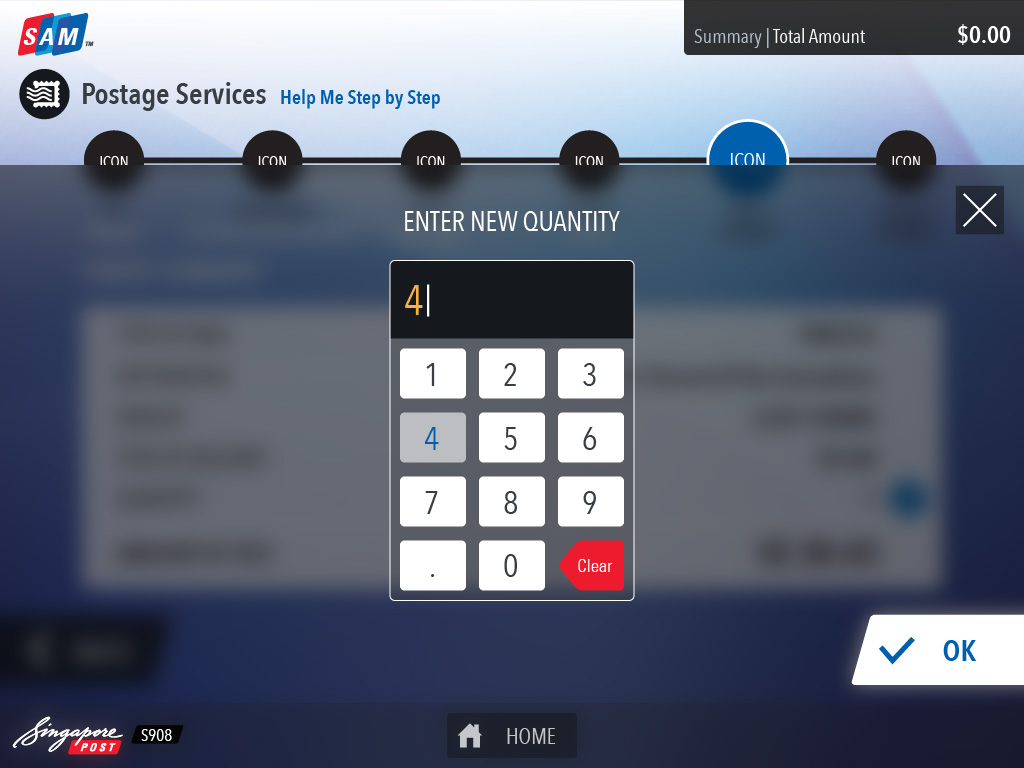 SAM TM
Summary | Total Amount $0.00
Postage Services Help Me Step by Step
ICON ICON ICON ICON ICON ICON
ENTER NEW QUANTITY
4
1 2 3
4 5 6
7 8 9
. 0 Clear
OK
Singapore POST S908
HOME